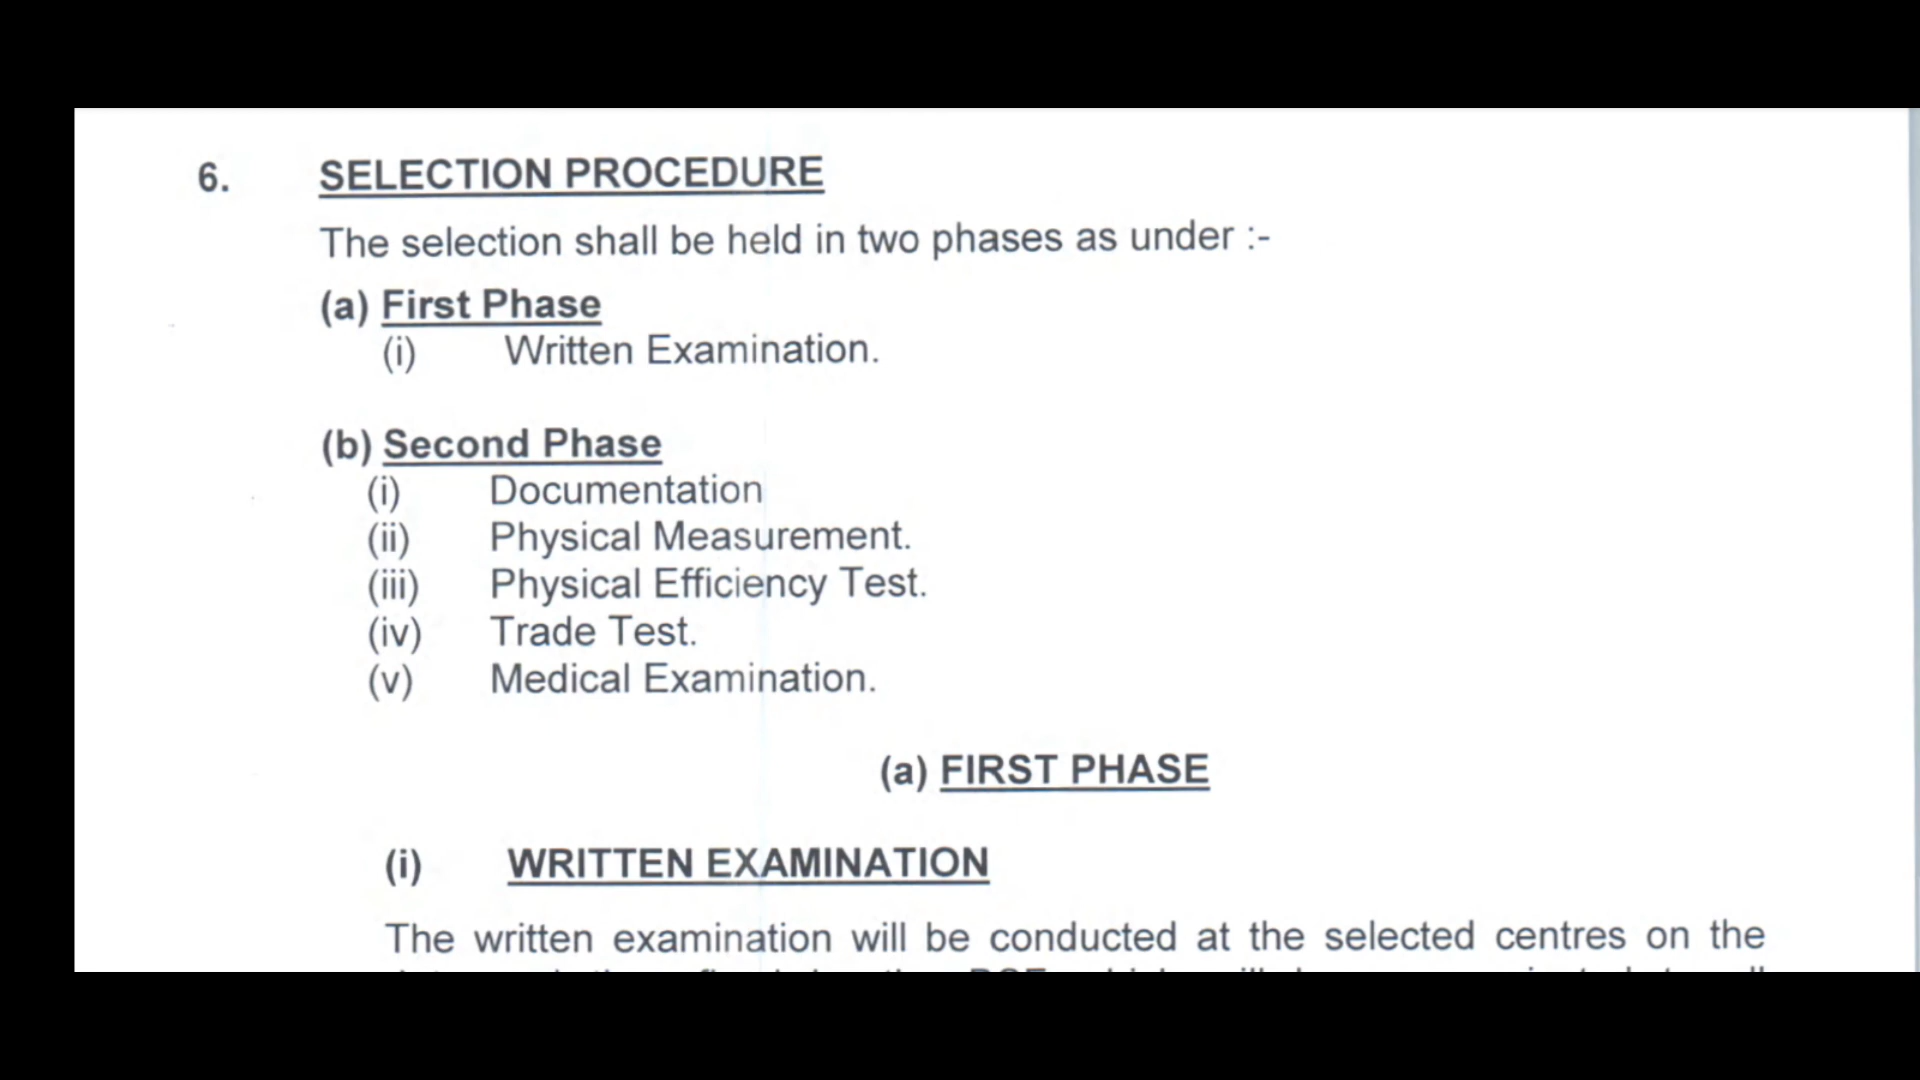 6. SELECTION PROCEDURE
The selection shall be held in two phases as under :-
(a) First Phase
(i) Written Examination.
(b) Second Phase
(i) Documentation
(ii) Physical Measurement.
(iii) Physical Efficiency Test.
(iv) Trade Test.
(v) Medical Examination.
(a) FIRST PHASE
(i) WRITTEN EXAMINATION
The written examination will be conducted at the selected centres on the